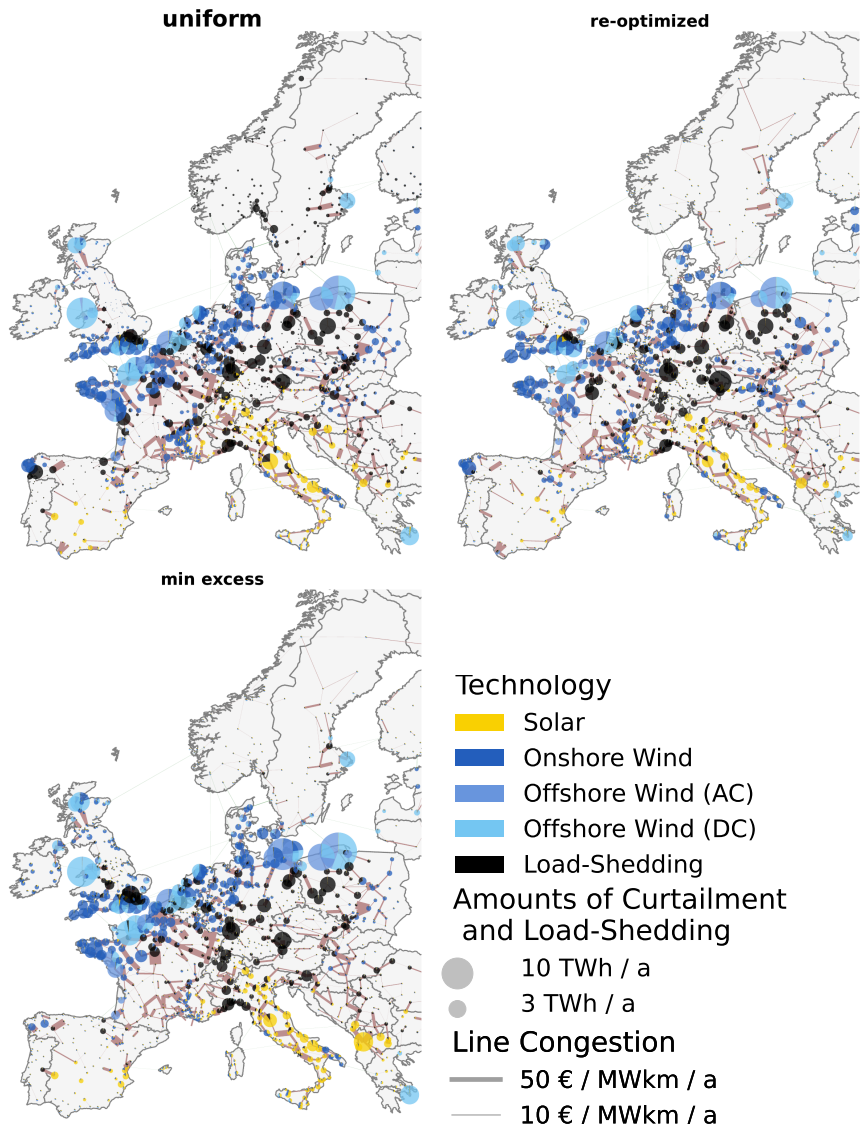 uniform
re-optimized
min excess
Technology
Solar
Onshore Wind
Offshore Wind (AC)
Offshore Wind (DC)
Load-Shedding
Amounts of Curtailment
and Load-Shedding
10 TWh / a
3 TWh / a
Line Congestion
50 € / MWkm / a
10 € / MWkm / a